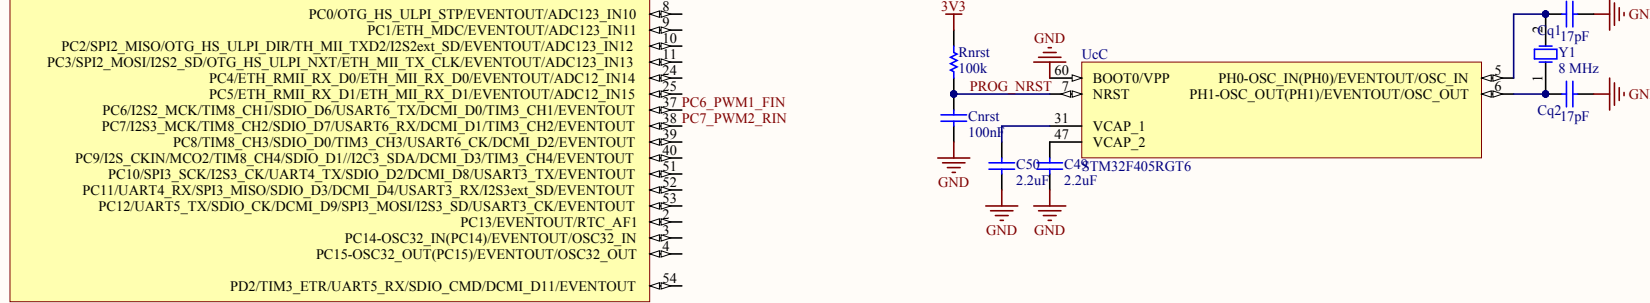 PC0/OTG_HS_ULPI_STP/EVENTOUT/ADC123_IN10 8
PC1/ETH_MDC/EVENTOUT/ADC123_IN11 9
PC2/SPI2_MISO/OTG_HS_ULPI_DIR/TH_MII_TXD2/I2S2ext_SD/EVENTOUT/ADC123_IN12 10
PC3/SPI2_MOSI/I2S2_SD/OTG_HS_ULPI_NXT/ETH_MII_TX_CLK/EVENTOUT/ADC123_IN13 11
PC4/ETH_RMII_RX_D0/ETH_MII_RX_D0/EVENTOUT/ADC12_IN14 24
PC5/ETH_RMII_RX_D1/ETH_MII_RX_D1/EVENTOUT/ADC12_IN15 25
PC6/I2S2_MCK/TIM8_CH1/SDIO_D6/USART6_TX/DCMI_D0/TIM3_CH1/EVENTOUT 37 PC6_PWM1_FIN
PC7/I2S3_MCK/TIM8_CH2/SDIO_D7/USART6_RX/DCMI_D1/TIM3_CH2/EVENTOUT 38 PC7_PWM2_RIN
PC8/TIM8_CH3/SDIO_D0/TIM3_CH3/USART6_CK/DCMI_D2/EVENTOUT 39
PC9/I2S_CKIN/MCO2/TIM8_CH4/SDIO_D1//I2C3_SDA/DCMI_D3/TIM3_CH4/EVENTOUT 40
PC10/SPI3_SCK/I2S3_CK/UART4_TX/SDIO_D2/DCMI_D8/USART3_TX/EVENTOUT 51
PC11/UART4_RX/SPI3_MISO/SDIO_D3/DCMI_D4/USART3_RX/I2S3ext_SD/EVENTOUT 52
PC12/UART5_TX/SDIO_CK/DCMI_D9/SPI3_MOSI/I2S3_SD/USART3_CK/EVENTOUT 53
PC13/EVENTOUT/RTC_AF1 2
PC14-OSC32_IN(PC14)/EVENTOUT/OSC32_IN 3
PC15-OSC32_OUT(PC15)/EVENTOUT/OSC32_OUT 4
PD2/TIM3_ETR/UART5_RX/SDIO_CMD/DCMI_D11/EVENTOUT 54
3V3
Rnrst
100k
GND
UcC
60 BOOT0/VPP
PROG_NRST 7 NRST
31 VCAP_1
47 VCAP_2
PH0-OSC_IN(PH0)/EVENTOUT/OSC_IN 5
PH1-OSC_OUT(PH1)/EVENTOUT/OSC_OUT 6
STM32F405RGT6
Cnrst
100nF
GND
C50
2.2uF
GND
C49
2.2uF
GND
Cq1
17pF
GN
2
Y1
8 MHz
1
Cq2
17pF
GN